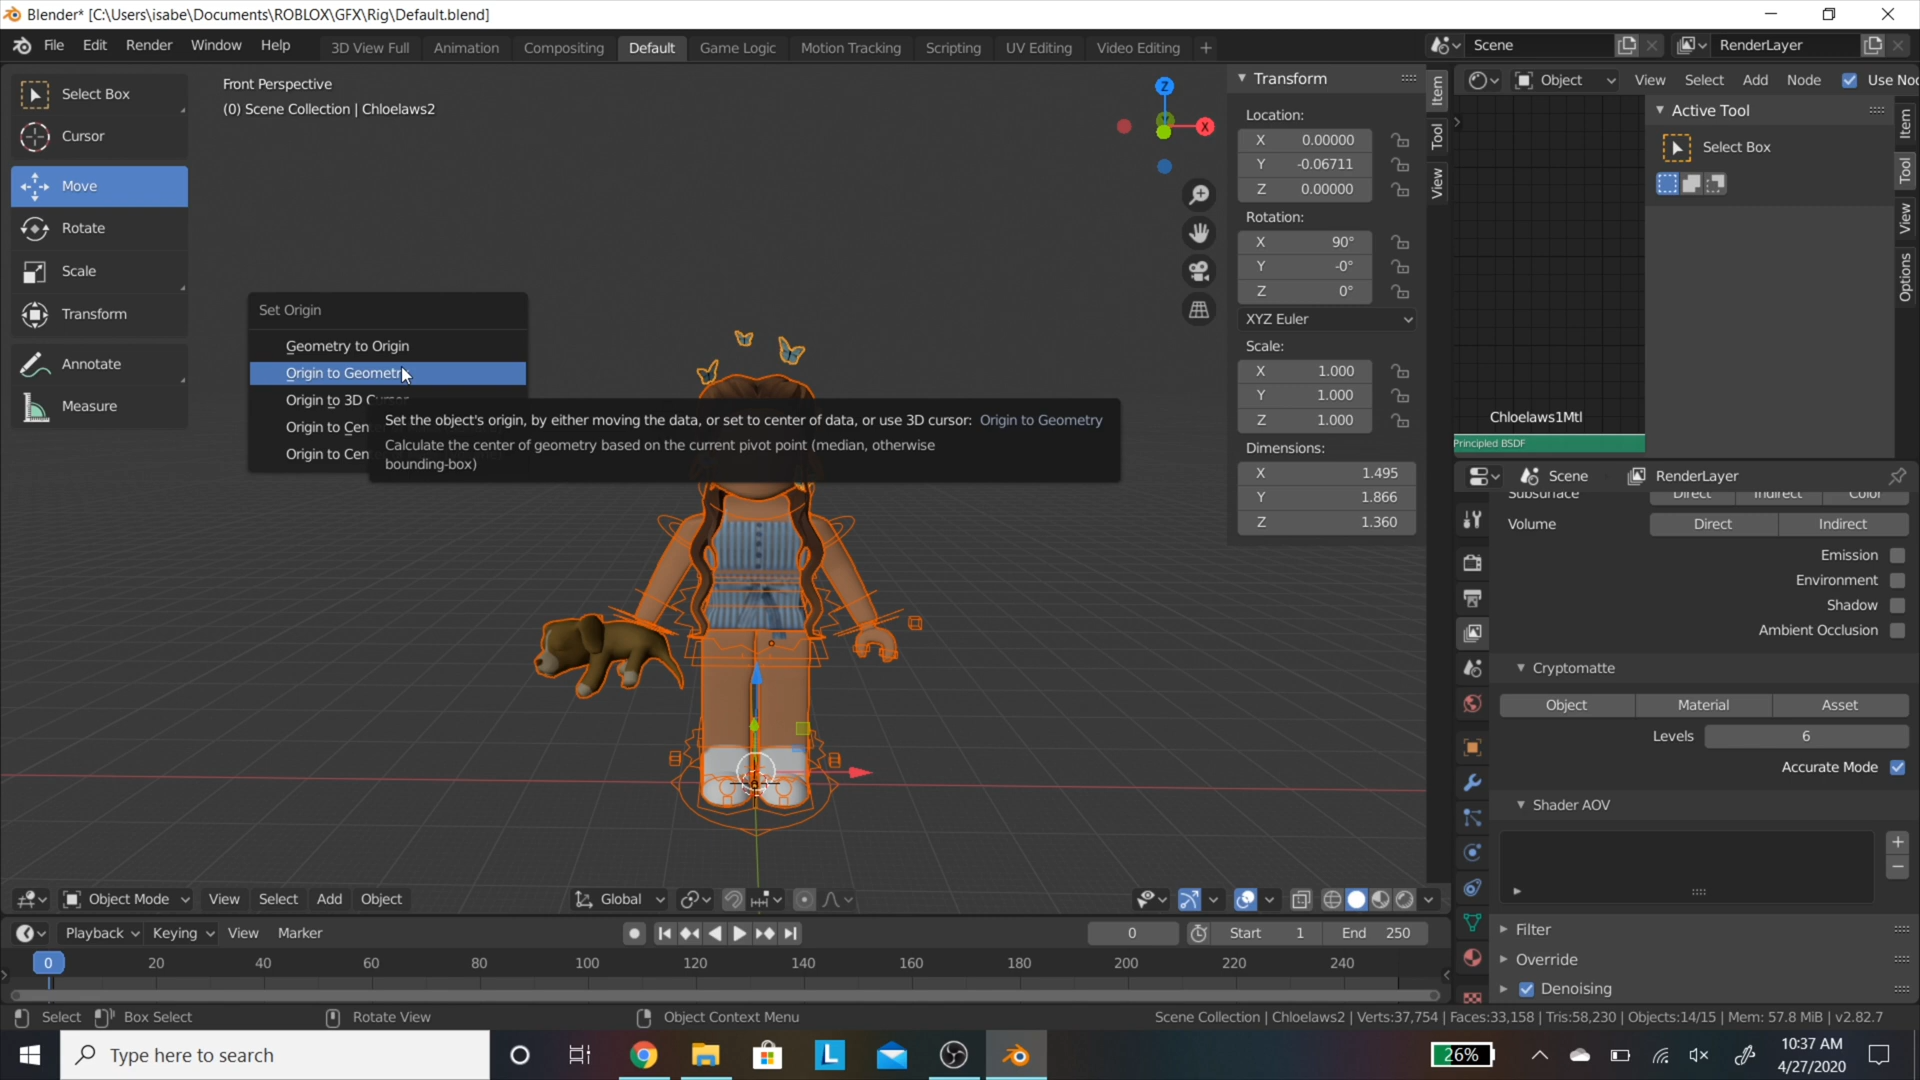 Blender* [C:\Users\isabe\Documents\ROBLOX\GFX\Rig\Default.blend]
File Edit Render Window Help 3D View Full Animation Compositing Default Game Logic Motion Tracking Scripting UV Editing Video Editing + Scene RenderLayer
Select Box
Cursor
Move
Rotate
Scale
Transform
Annotate
Measure
Front Perspective
(0) Scene Collection | Chloelaws2
Set Origin
Geometry to Origin
Origin to Geometry
Origin to 3D Cursor
Origin to Cen
Origin to Cen
Set the object's origin, by either moving the data, or set to center of data, or use 3D cursor: Origin to Geometry
Calculate the center of geometry based on the current pivot point (median, otherwise
bounding-box)
Z
X
Transform
Location:
X 0.00000
Y -0.06711
Z 0.00000
Rotation:
X 90°
Y -0°
Z 0°
XYZ Euler
Scale:
X 1.000
Y 1.000
Z 1.000
Dimensions:
X 1.495
Y 1.866
Z 1.360
Item
Tool
View
Object View Select Add Node Use Noc
Active Tool
Select Box
Item
Tool
View
Options
Chloelaws1Mtl
Principled BSDF
Scene RenderLayer
Subsurface Direct Indirect Color
Volume Direct Indirect
Emission
Environment
Shadow
Ambient Occlusion
Cryptomatte
Object Material Asset
Levels 6
Accurate Mode
Shader AOV
Filter
Override
Denoising
Object Mode View Select Add Object Global
Playback Keying View Marker 0 Start 1 End 250
0 20 40 60 80 100 120 140 160 180 200 220 240
Select Box Select Rotate View Object Context Menu Scene Collection | Chloelaws2 | Verts:37,754 | Faces:33,158 | Tris:58,230 | Objects:14/15 | Mem: 57.8 MiB | v2.82.7
Type here to search L 26% 10:37 AM
4/27/2020